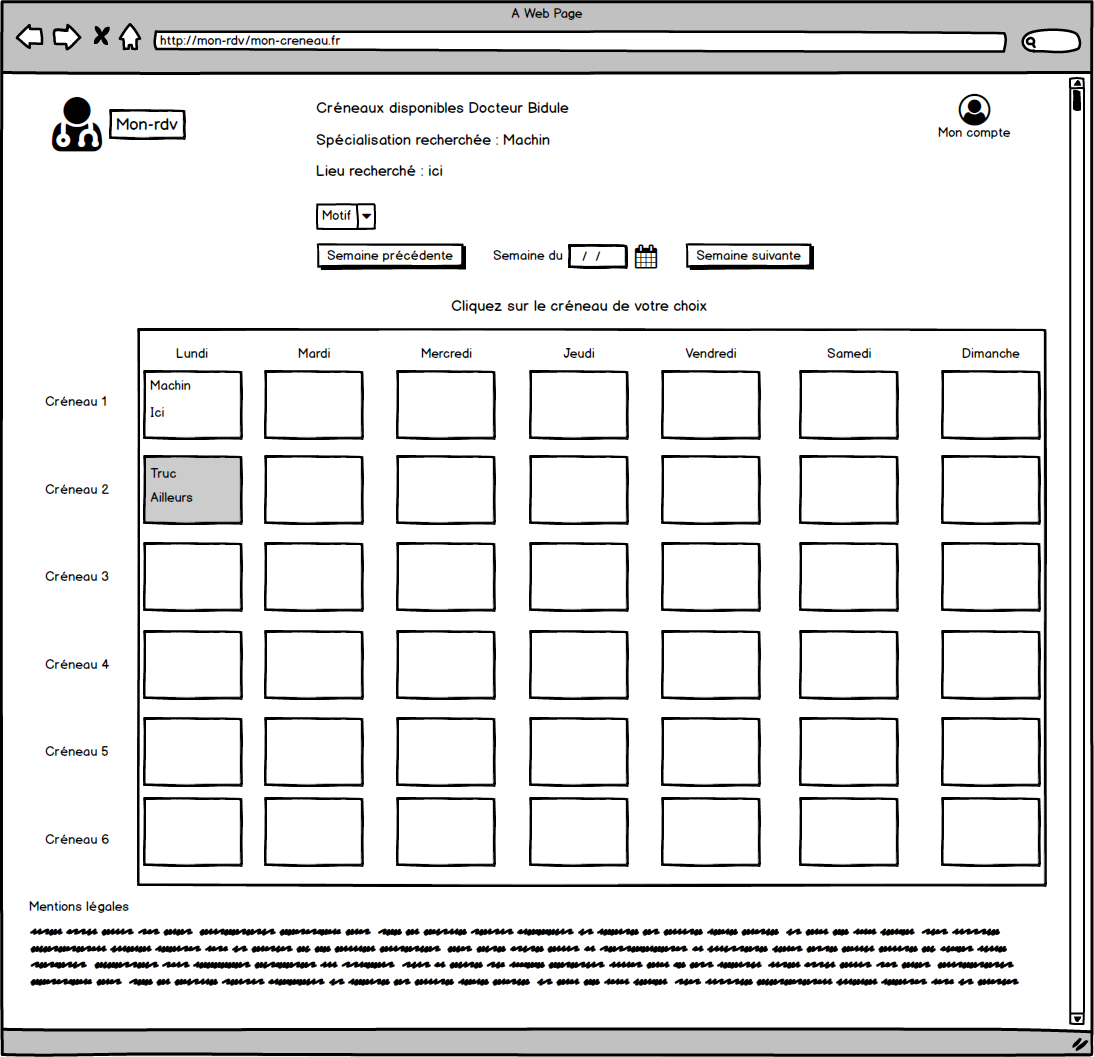 A Web Page
http://mon-rdv/mon-creneau.fr
Mon-rdv
Créneaux disponibles Docteur Bidule
Mon compte
Spécialisation recherchée : Machin
Lieu recherché : ici
Motif
Semaine précédente
Semaine du
/ /
Semaine suivante
Cliquez sur le créneau de votre choix
Lundi Mardi Mercredi Jeudi Vendredi Samedi Dimanche
Créneau 1
Machin
Ici
Créneau 2
Truc
Ailleurs
Créneau 3
Créneau 4
Créneau 5
Créneau 6
Mentions légales